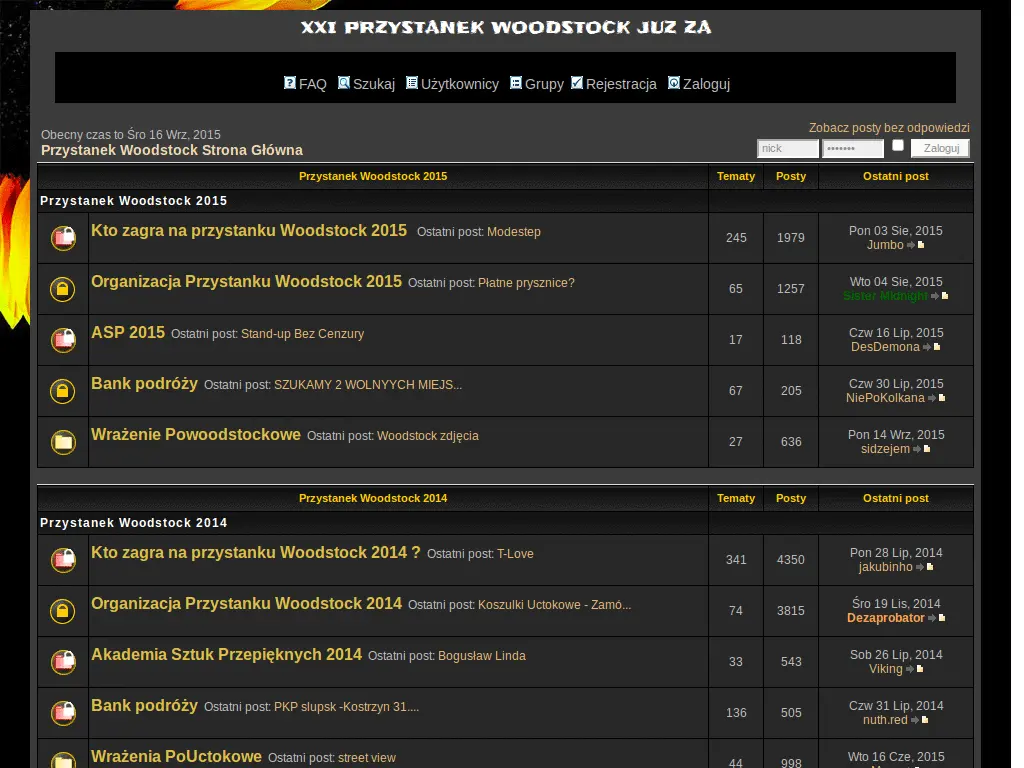 XXI PRZYSTANEK WOODSTOCK JUZ ZA
FAQ Szukaj Użytkownicy Grupy Rejestracja Zaloguj
Zobacz posty bez odpowiedzi
Obecny czas to Śro 16 Wrz, 2015
Przystanek Woodstock Strona Główna
nick ••••••• Zaloguj
Przystanek Woodstock 2015 Tematy Posty Ostatni post
Przystanek Woodstock 2015
Kto zagra na przystanku Woodstock 2015 Ostatni post: Modestep 245 1979 Pon 03 Sie, 2015
Jumbo
Organizacja Przystanku Woodstock 2015 Ostatni post: Płatne prysznice? 65 1257 Wto 04 Sie, 2015
Sister Midnight
ASP 2015 Ostatni post: Stand-up Bez Cenzury 17 118 Czw 16 Lip, 2015
DesDemona
Bank podróży Ostatni post: SZUKAMY 2 WOLNYYCH MIEJS... 67 205 Czw 30 Lip, 2015
NiePoKolkana
Wrażenie Powoodstockowe Ostatni post: Woodstock zdjęcia 27 636 Pon 14 Wrz, 2015
sidzejem
Przystanek Woodstock 2014 Tematy Posty Ostatni post
Przystanek Woodstock 2014
Kto zagra na przystanku Woodstock 2014 ? Ostatni post: T-Love 341 4350 Pon 28 Lip, 2014
jakubinho
Organizacja Przystanku Woodstock 2014 Ostatni post: Koszulki Uctokowe - Zamó... 74 3815 Śro 19 Lis, 2014
Dezaprobator
Akademia Sztuk Przepięknych 2014 Ostatni post: Bogusław Linda 33 543 Sob 26 Lip, 2014
Viking
Bank podróży Ostatni post: PKP slupsk -Kostrzyn 31.... 136 505 Czw 31 Lip, 2014
nuth.red
Wrażenia PoUctokowe Ostatni post: street view 44 998 Wto 16 Cze, 2015